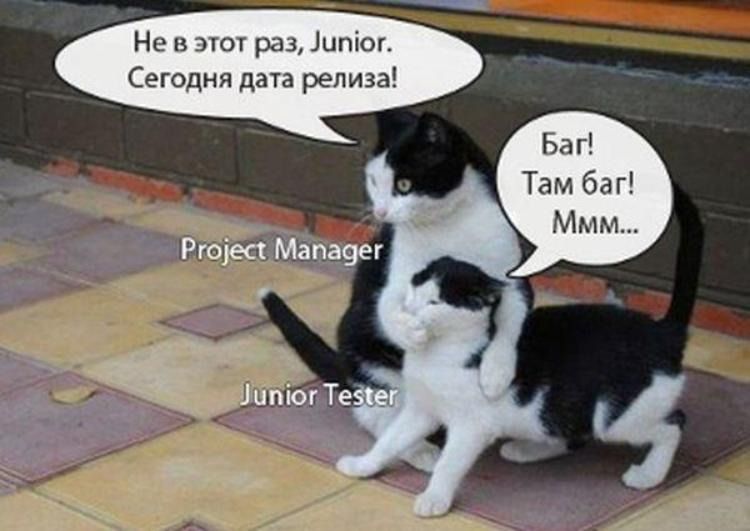 Не в этот раз, Junior.
Сегодня дата релиза!
Баг!
Там баг!
Ммм...
Project Manager
Junior Tester